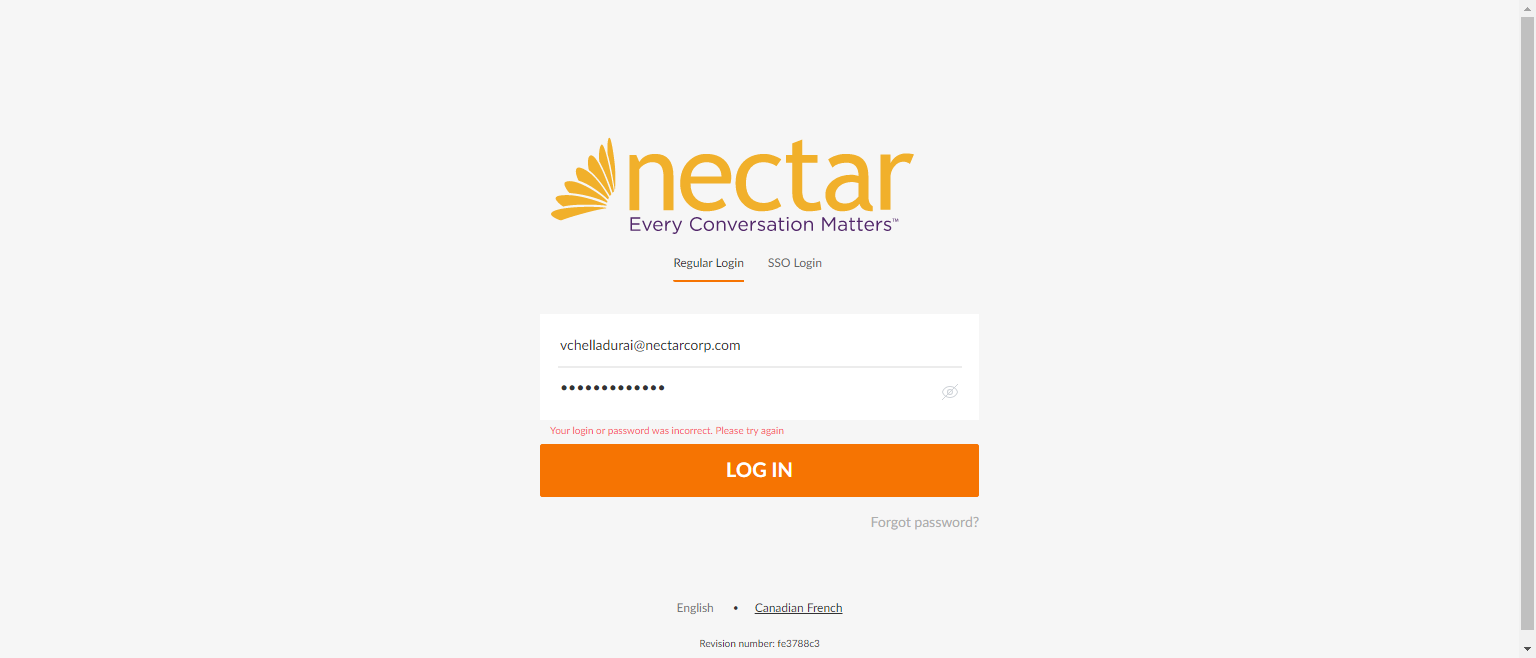 nectar
Every Conversation Matters™
Regular Login SSO Login
vchelladurai@nectarcorp.com
•••••••••••••
Your login or password was incorrect. Please try again
LOG IN
Forgot password?
English • Canadian French
Revision number: fe3788c3